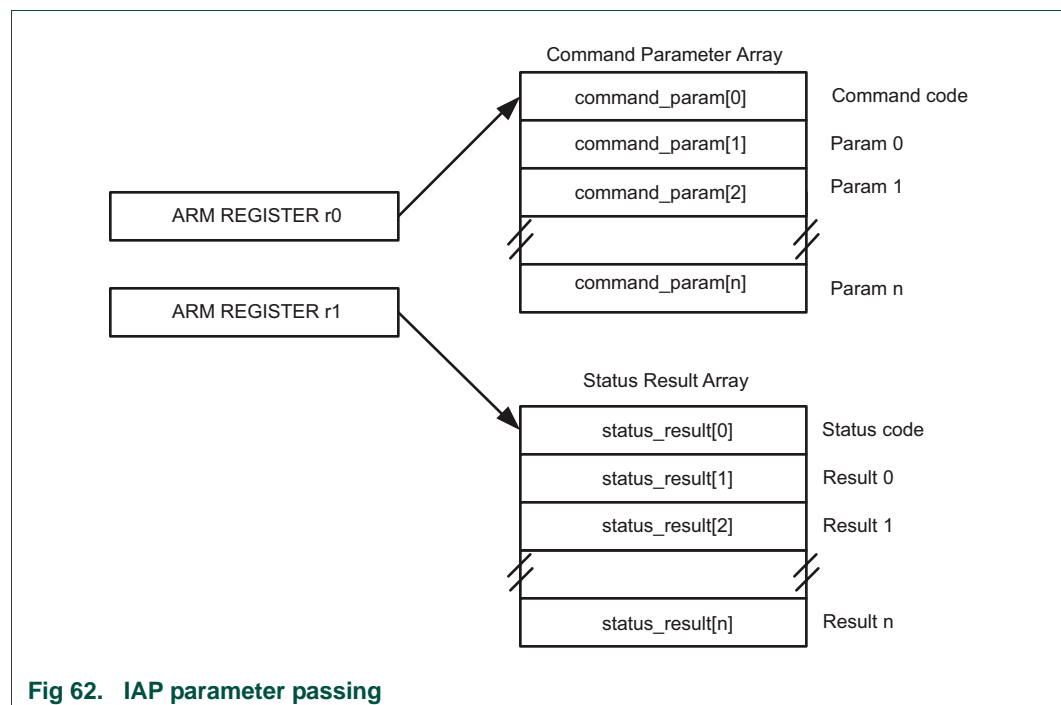 Command Parameter Array
command_param[0] Command code
command_param[1] Param 0
command_param[2] Param 1
ARM REGISTER r0
command_param[n] Param n
ARM REGISTER r1
Status Result Array
status_result[0] Status code
status_result[1] Result 0
status_result[2] Result 1
status_result[n] Result n
Fig 62. IAP parameter passing